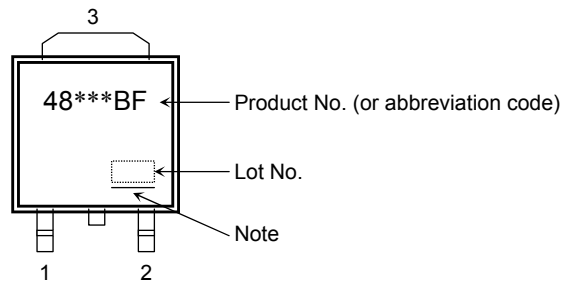 3
48***BF
Product No. (or abbreviation code)
Lot No.
Note
1 2